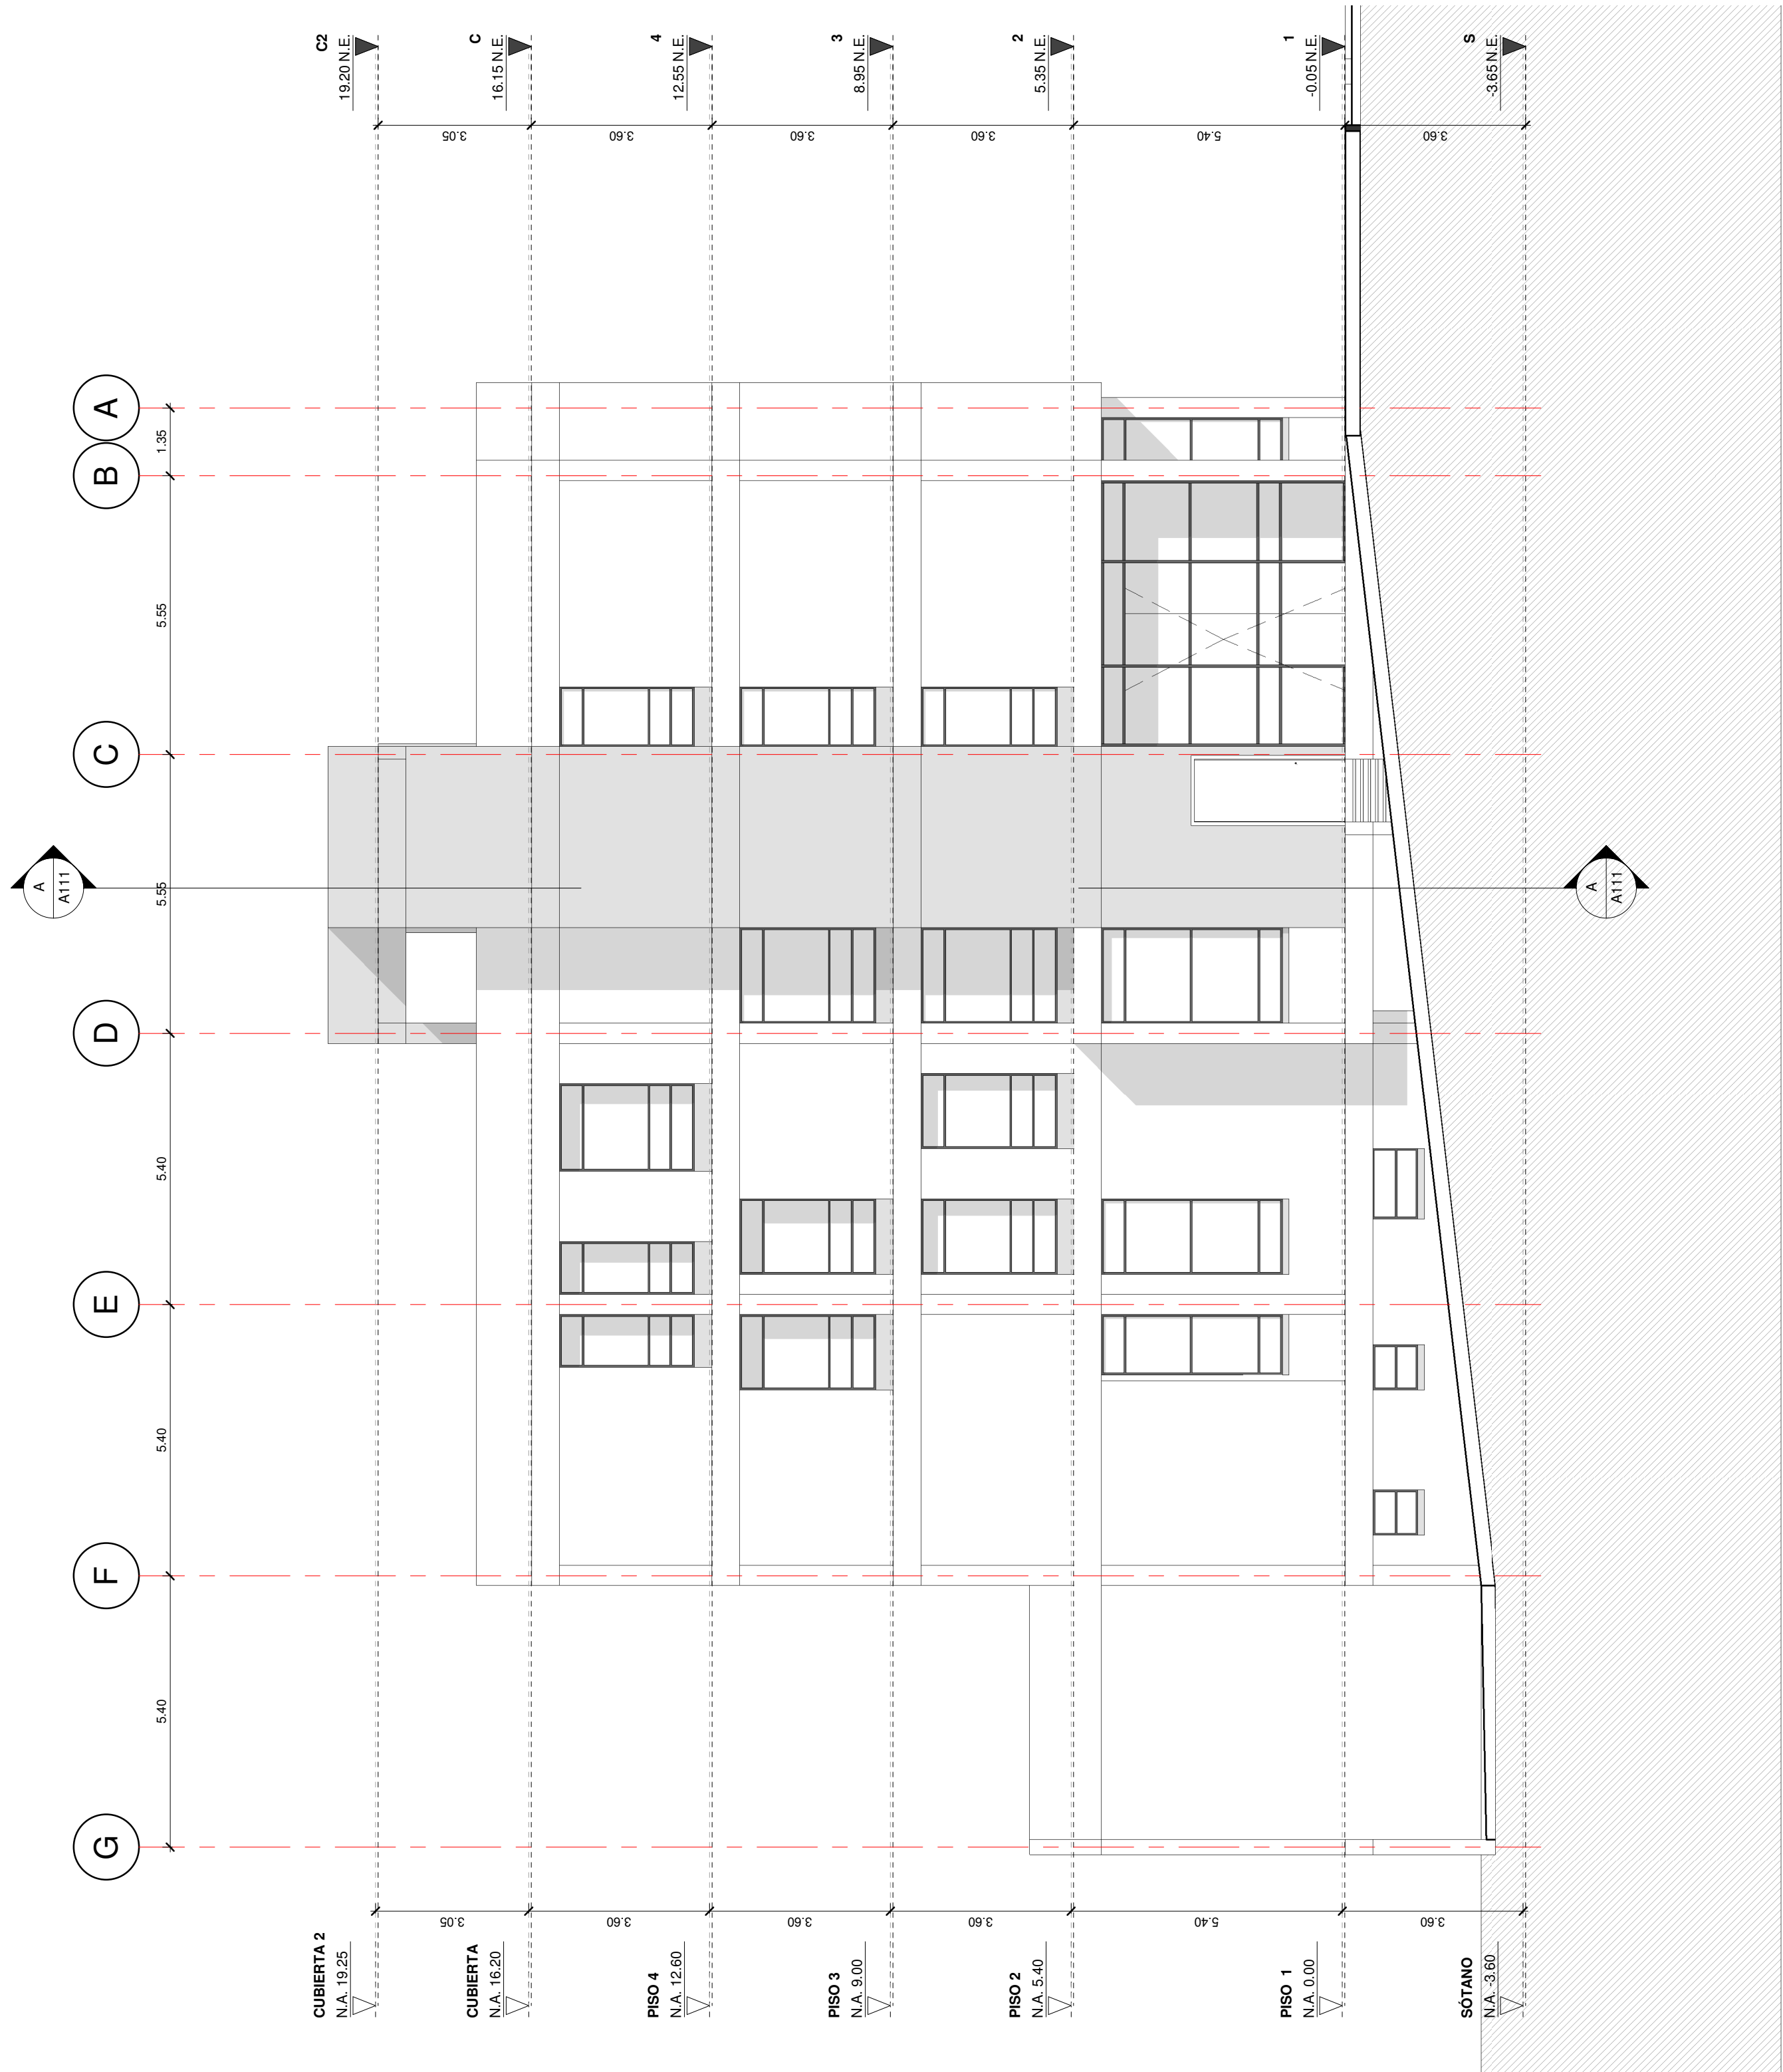 G
F
E
D
C
B
A
5.40
5.40
5.40
5.55
5.55
1.35
A
A111
CUBIERTA 2
N.A. 19.25
3.05
CUBIERTA
N.A. 16.20
3.60
PISO 4
N.A. 12.60
3.60
PISO 3
N.A. 9.00
3.60
PISO 2
N.A. 5.40
5.40
PISO 1
N.A. 0.00
3.60
SÓTANO
N.A. -3.60
C2
19.20 N.E.
3.05
C
16.15 N.E.
3.60
4
12.55 N.E.
3.60
3
8.95 N.E.
3.60
2
5.35 N.E.
5.40
1
-0.05 N.E.
3.60
S
-3.65 N.E.
A
A111